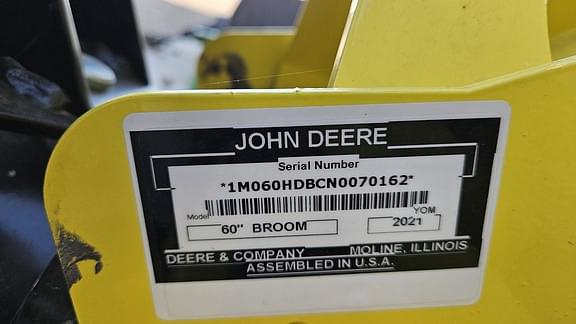 JOHN DEERE
Serial Number
*1M060HDBCN0070162*
Model YOM
60" BROOM 2021
DEERE & COMPANY MOLINE, ILLINOIS
ASSEMBLED IN U.S.A.